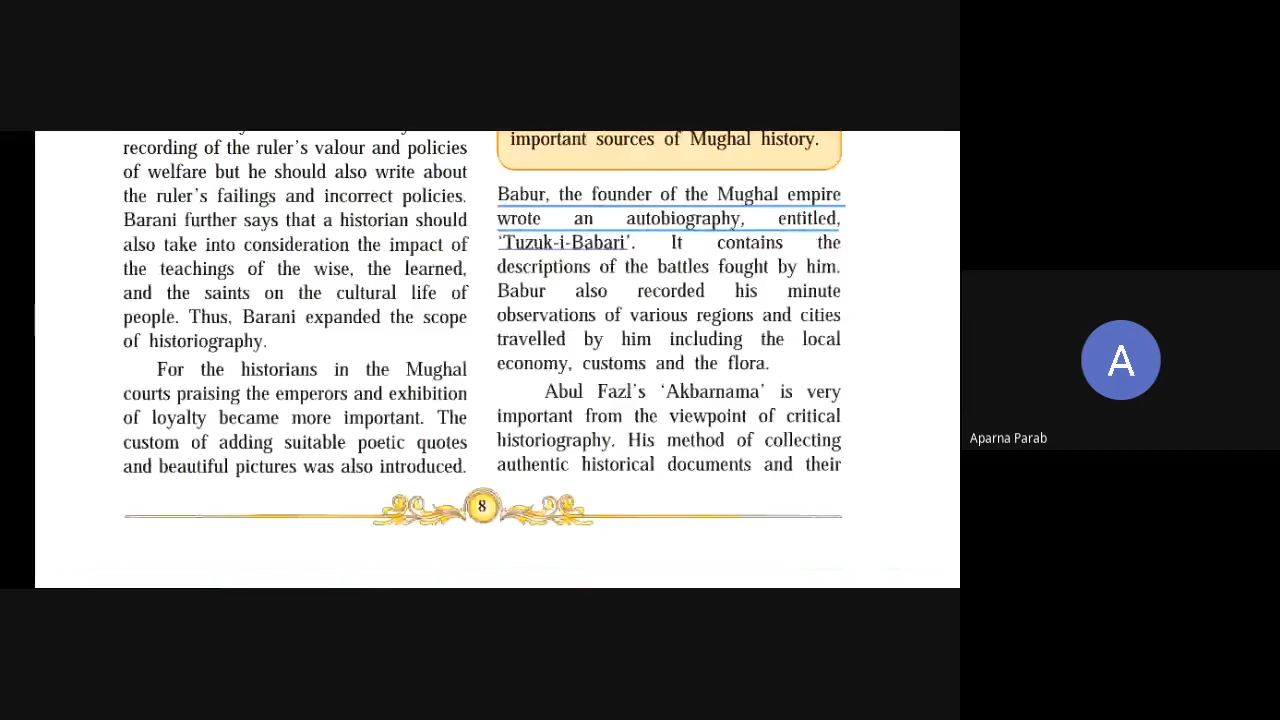 recording of the ruler's valour and policies
of welfare but he should also write about
the ruler's failings and incorrect policies.
Barani further says that a historian should
also take into consideration the impact of
the teachings of the wise, the learned,
and the saints on the cultural life of
people. Thus, Barani expanded the scope
of historiography.
For the historians in the Mughal
courts praising the emperors and exhibition
of loyalty became more important. The
custom of adding suitable poetic quotes
and beautiful pictures was also introduced.
important sources of Mughal history.
Babur, the founder of the Mughal empire
wrote an autobiography, entitled,
'Tuzuk-i-Babari'. It contains the
descriptions of the battles fought by him.
Babur also recorded his minute
observations of various regions and cities
travelled by him including the local
economy, customs and the flora.
Abul Fazl's 'Akbarnama' is very
important from the viewpoint of critical
historiography. His method of collecting
authentic historical documents and their
8
A
Aparna Parab